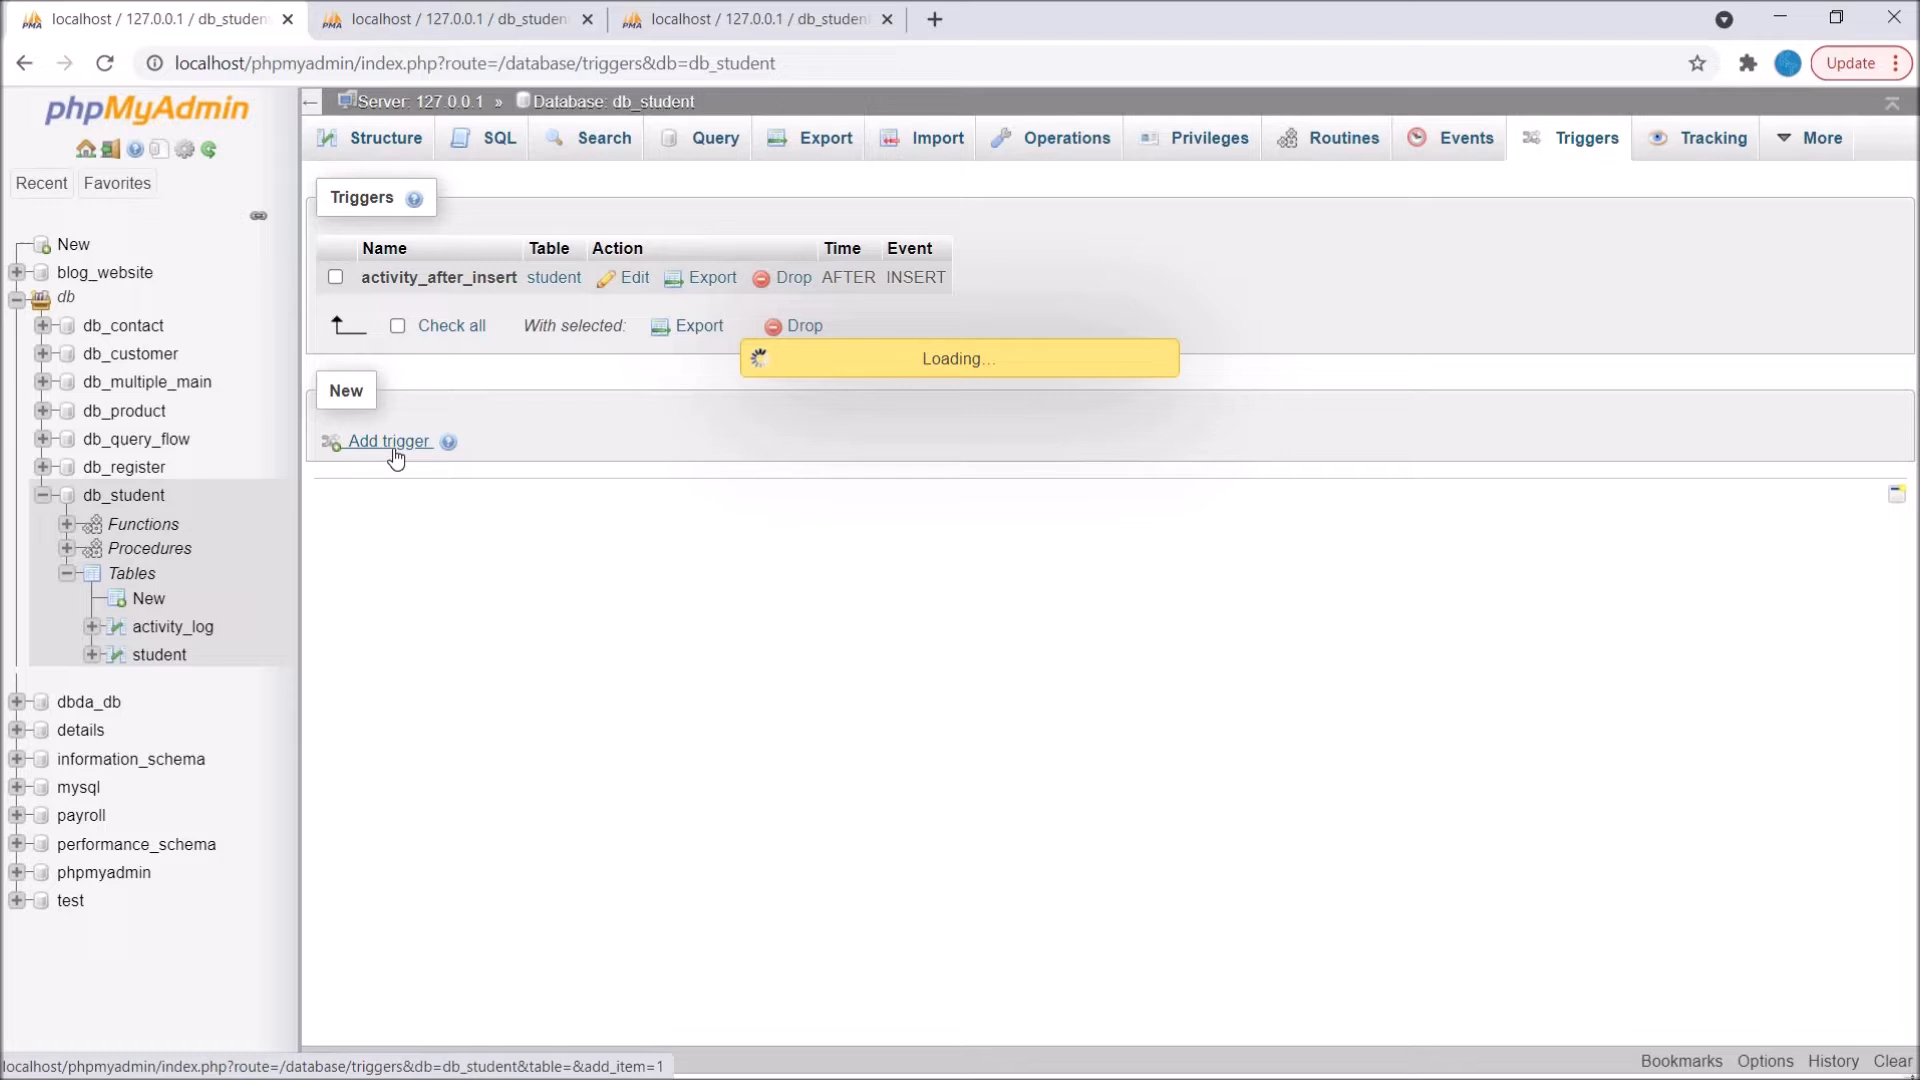 localhost / 127.0.0.1 / db_studen
localhost / 127.0.0.1 / db_studen
localhost / 127.0.0.1 / db_studen
localhost/phpmyadmin/index.php?route=/database/triggers&db=db_student
Update
phpMyAdmin
Recent
Favorites
New
blog_website
db
db_contact
db_customer
db_multiple_main
db_product
db_query_flow
db_register
db_student
Functions
Procedures
Tables
New
activity_log
student
dbda_db
details
information_schema
mysql
payroll
performance_schema
phpmyadmin
test
Server: 127.0.0.1 » Database: db_student
Structure SQL Search Query Export Import Operations Privileges Routines Events Triggers Tracking More
Triggers
Name Table Action Time Event
activity_after_insert student Edit Export Drop AFTER INSERT
Check all With selected: Export Drop
Loading…
New
Add trigger
localhost/phpmyadmin/index.php?route=/database/triggers&db=db_student&table=&add_item=1
Bookmarks Options History Clear